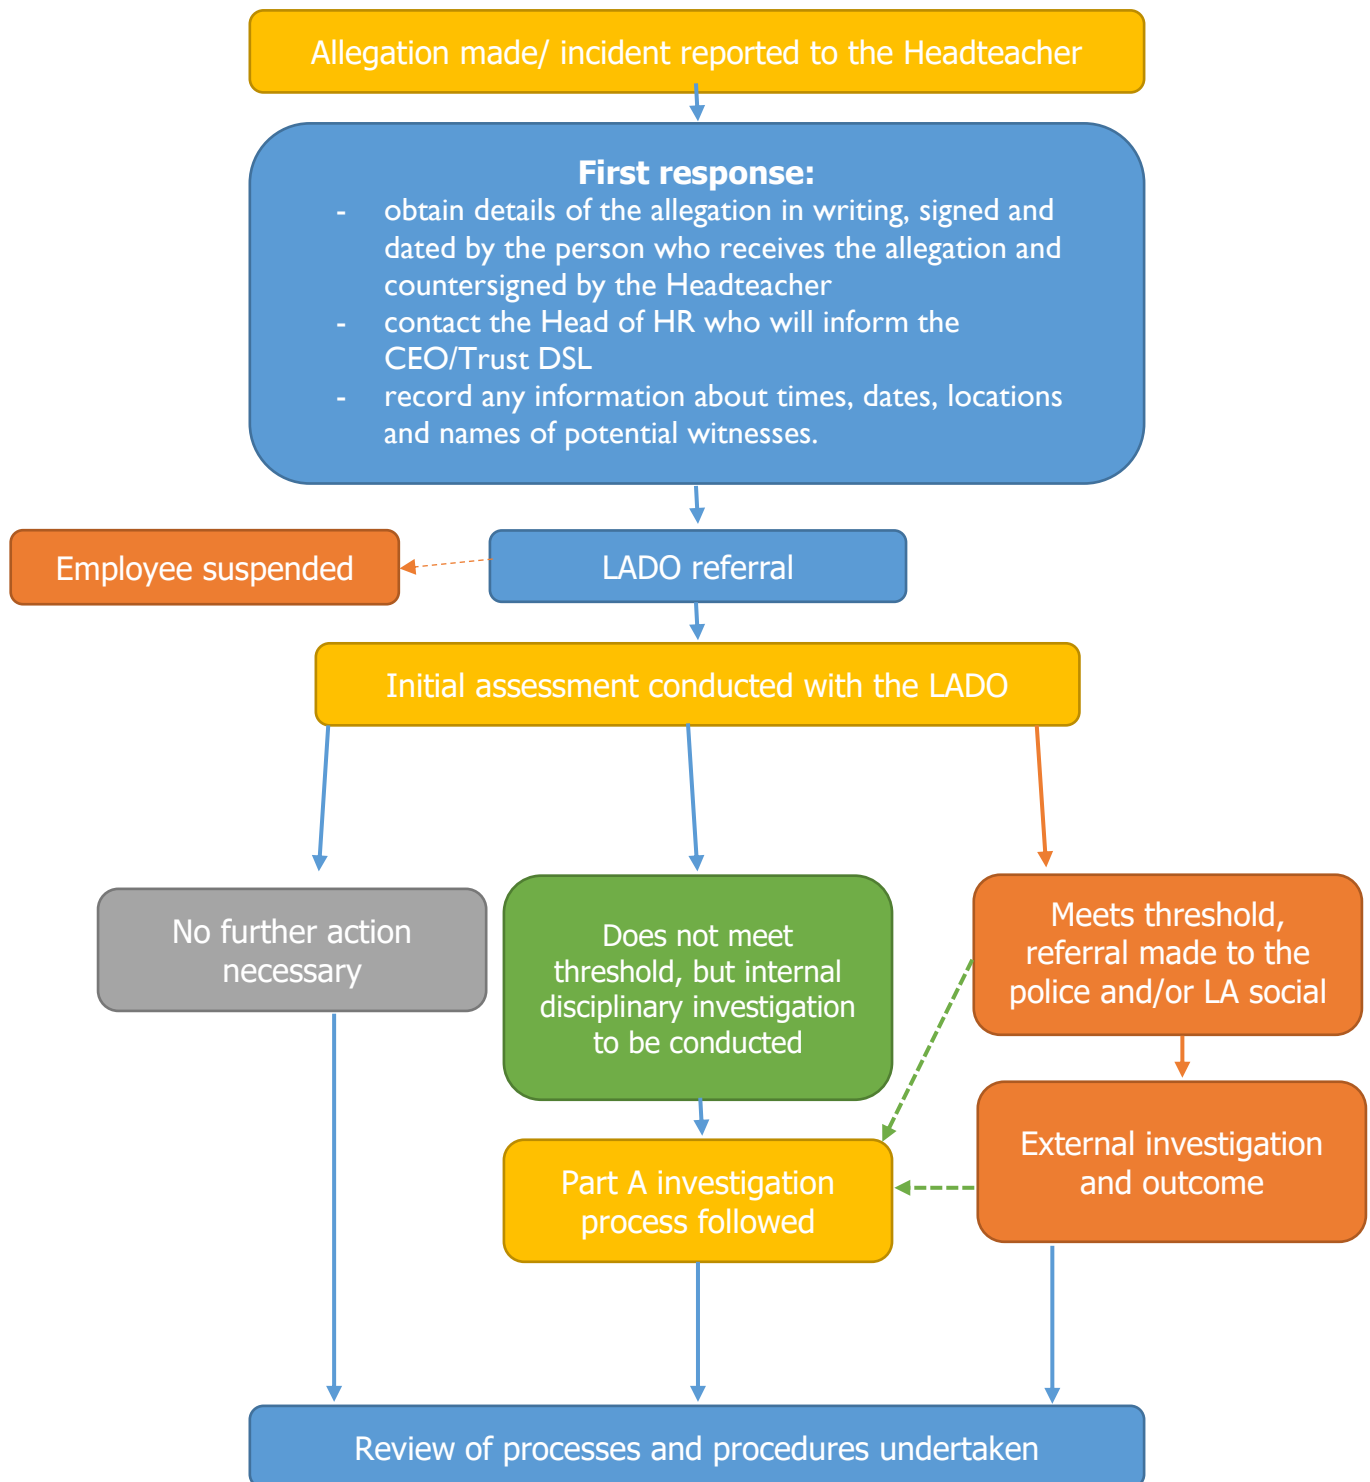 Allegation made/ incident reported to the Headteacher
First response:
- obtain details of the allegation in writing, signed and
dated by the person who receives the allegation and
countersigned by the Headteacher
- contact the Head of HR who will inform the
CEO/Trust DSL
- record any information about times, dates, locations
and names of potential witnesses.
Employee suspended
LADO referral
Initial assessment conducted with the LADO
No further action
necessary
Does not meet
threshold, but internal
disciplinary investigation
to be conducted
Meets threshold,
referral made to the
police and/or LA social
Part A investigation
process followed
External investigation
and outcome
Review of processes and procedures undertaken